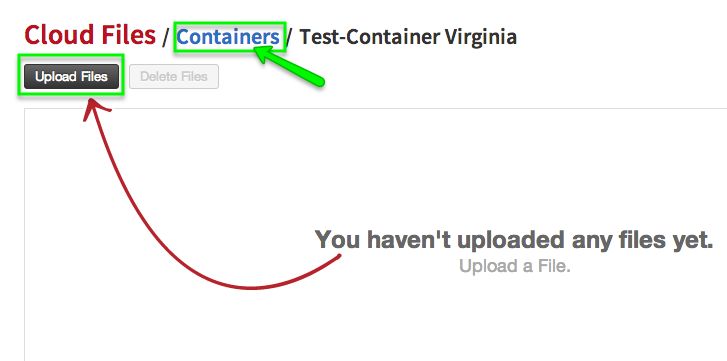 Cloud Files / Containers / Test-Container Virginia
Upload Files Delete Files
You haven't uploaded any files yet.
Upload a File.